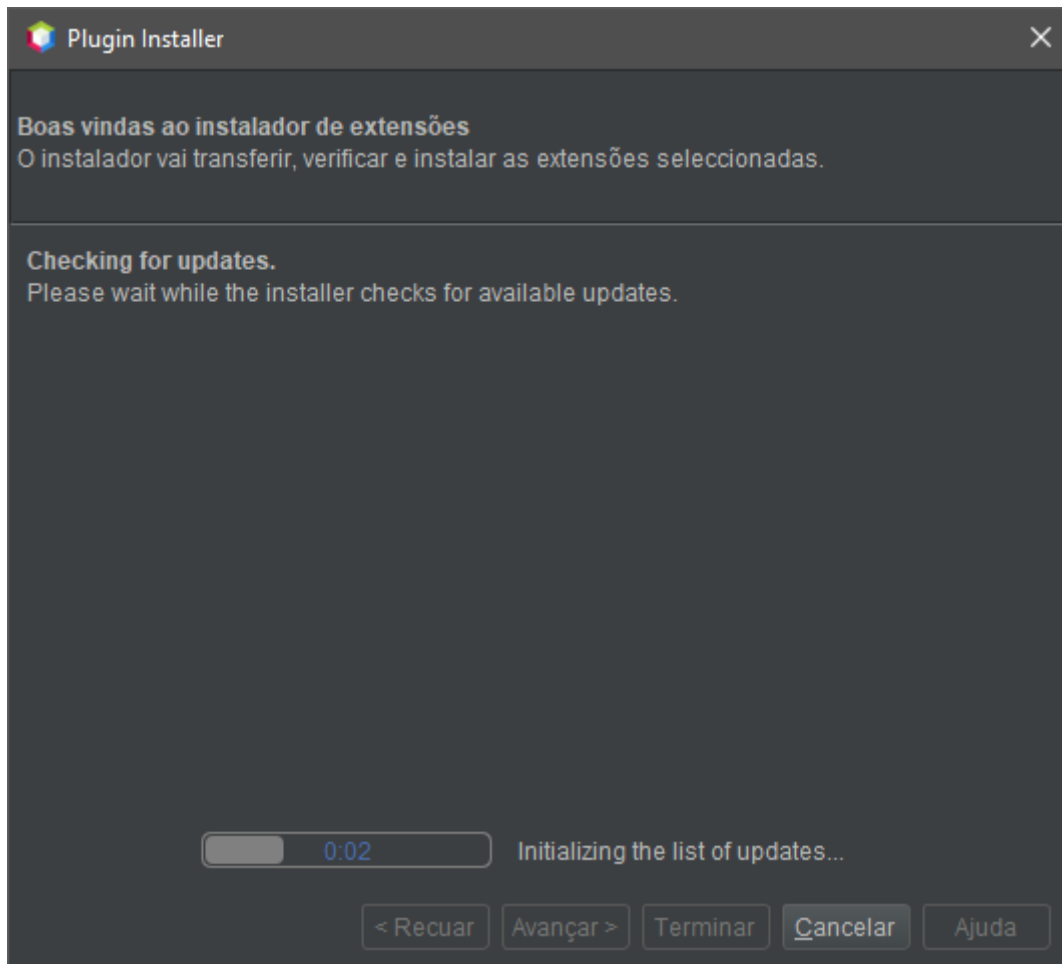 Plugin Installer
Boas vindas ao instalador de extensões
O instalador vai transferir, verificar e instalar as extensões seleccionadas.
Checking for updates.
Please wait while the installer checks for available updates.
0:02 Initializing the list of updates...
< Recuar Avançar > Terminar Cancelar Ajuda